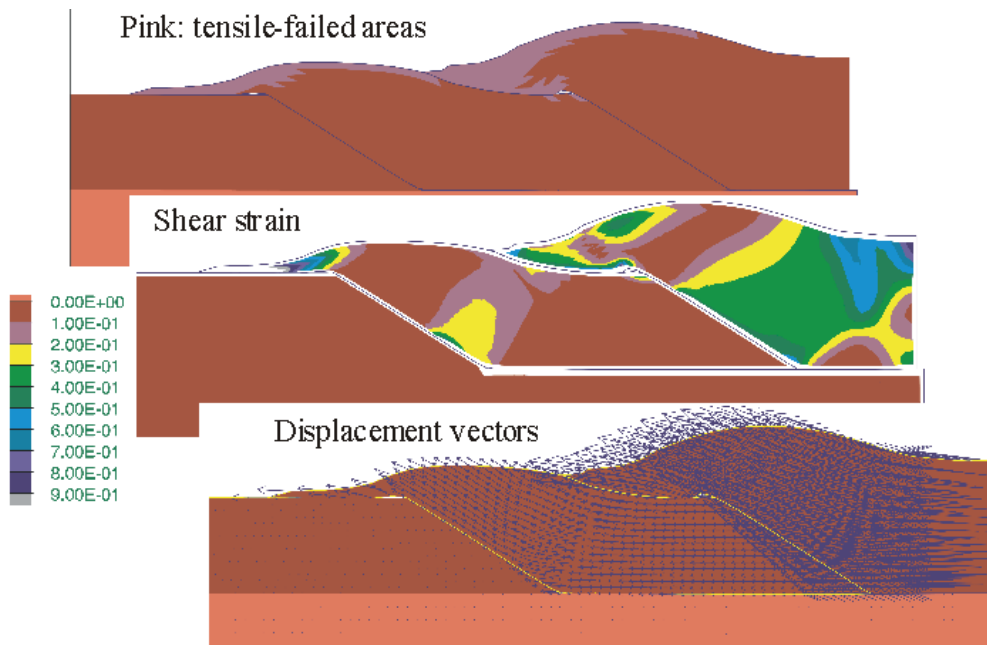 Pink: tensile-failed areas
Shear strain
0.00E+00
1.00E-01
2.00E-01
3.00E-01
4.00E-01
5.00E-01
6.00E-01
7.00E-01
8.00E-01
9.00E-01
Displacement vectors